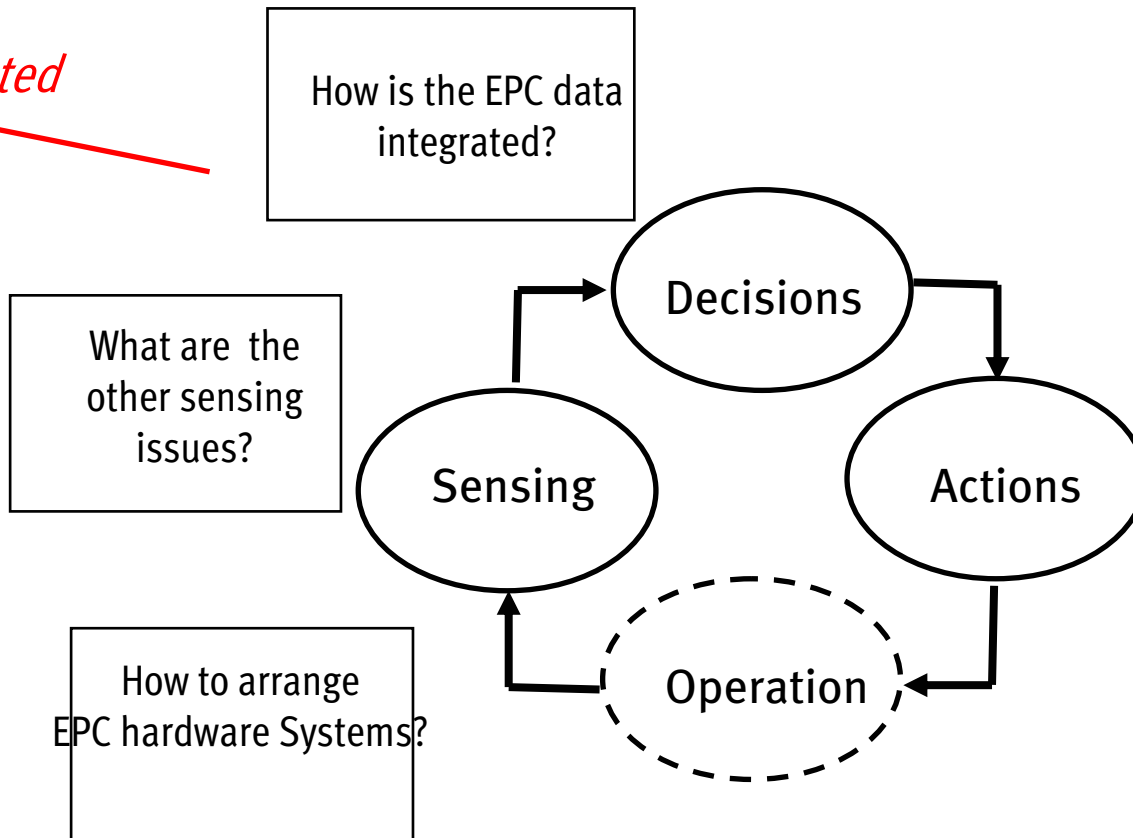 ted
How is the EPC data
integrated?
Decisions
What are the
other sensing
issues?
Sensing
Actions
How to arrange
EPC hardware Systems?
Operation